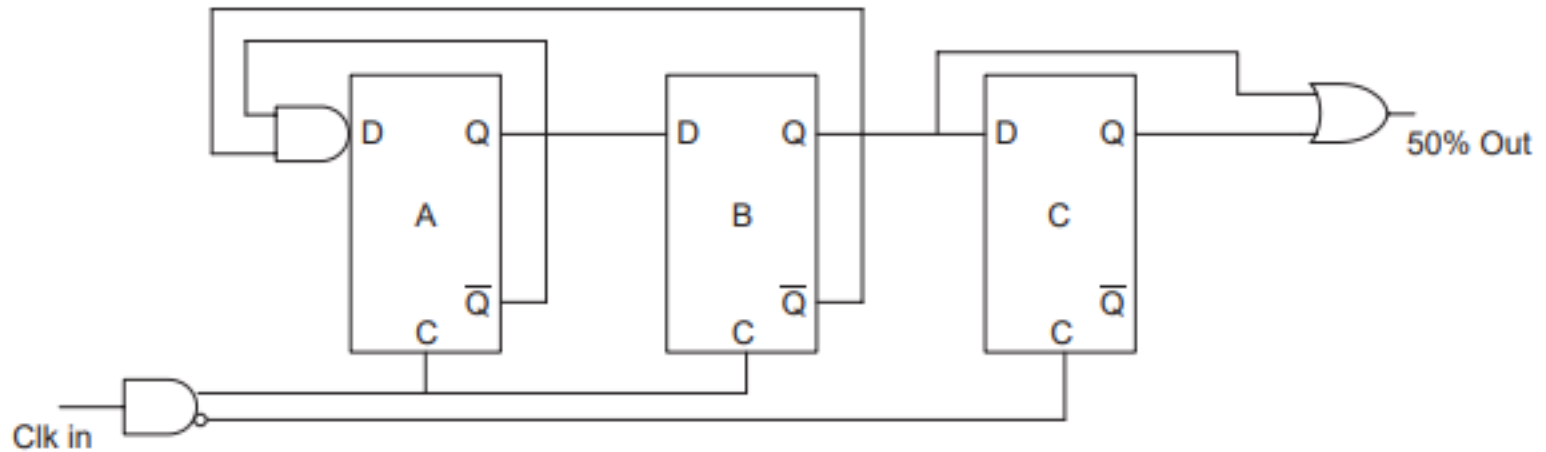 D Q D Q D Q
50% Out
A B C
Q̅ Q̅ Q̅
C C C
Clk in